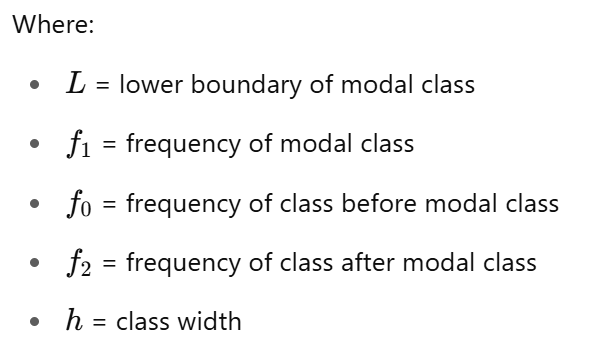 Where:
• L = lower boundary of modal class
• f₁ = frequency of modal class
• f₀ = frequency of class before modal class
• f₂ = frequency of class after modal class
• h = class width